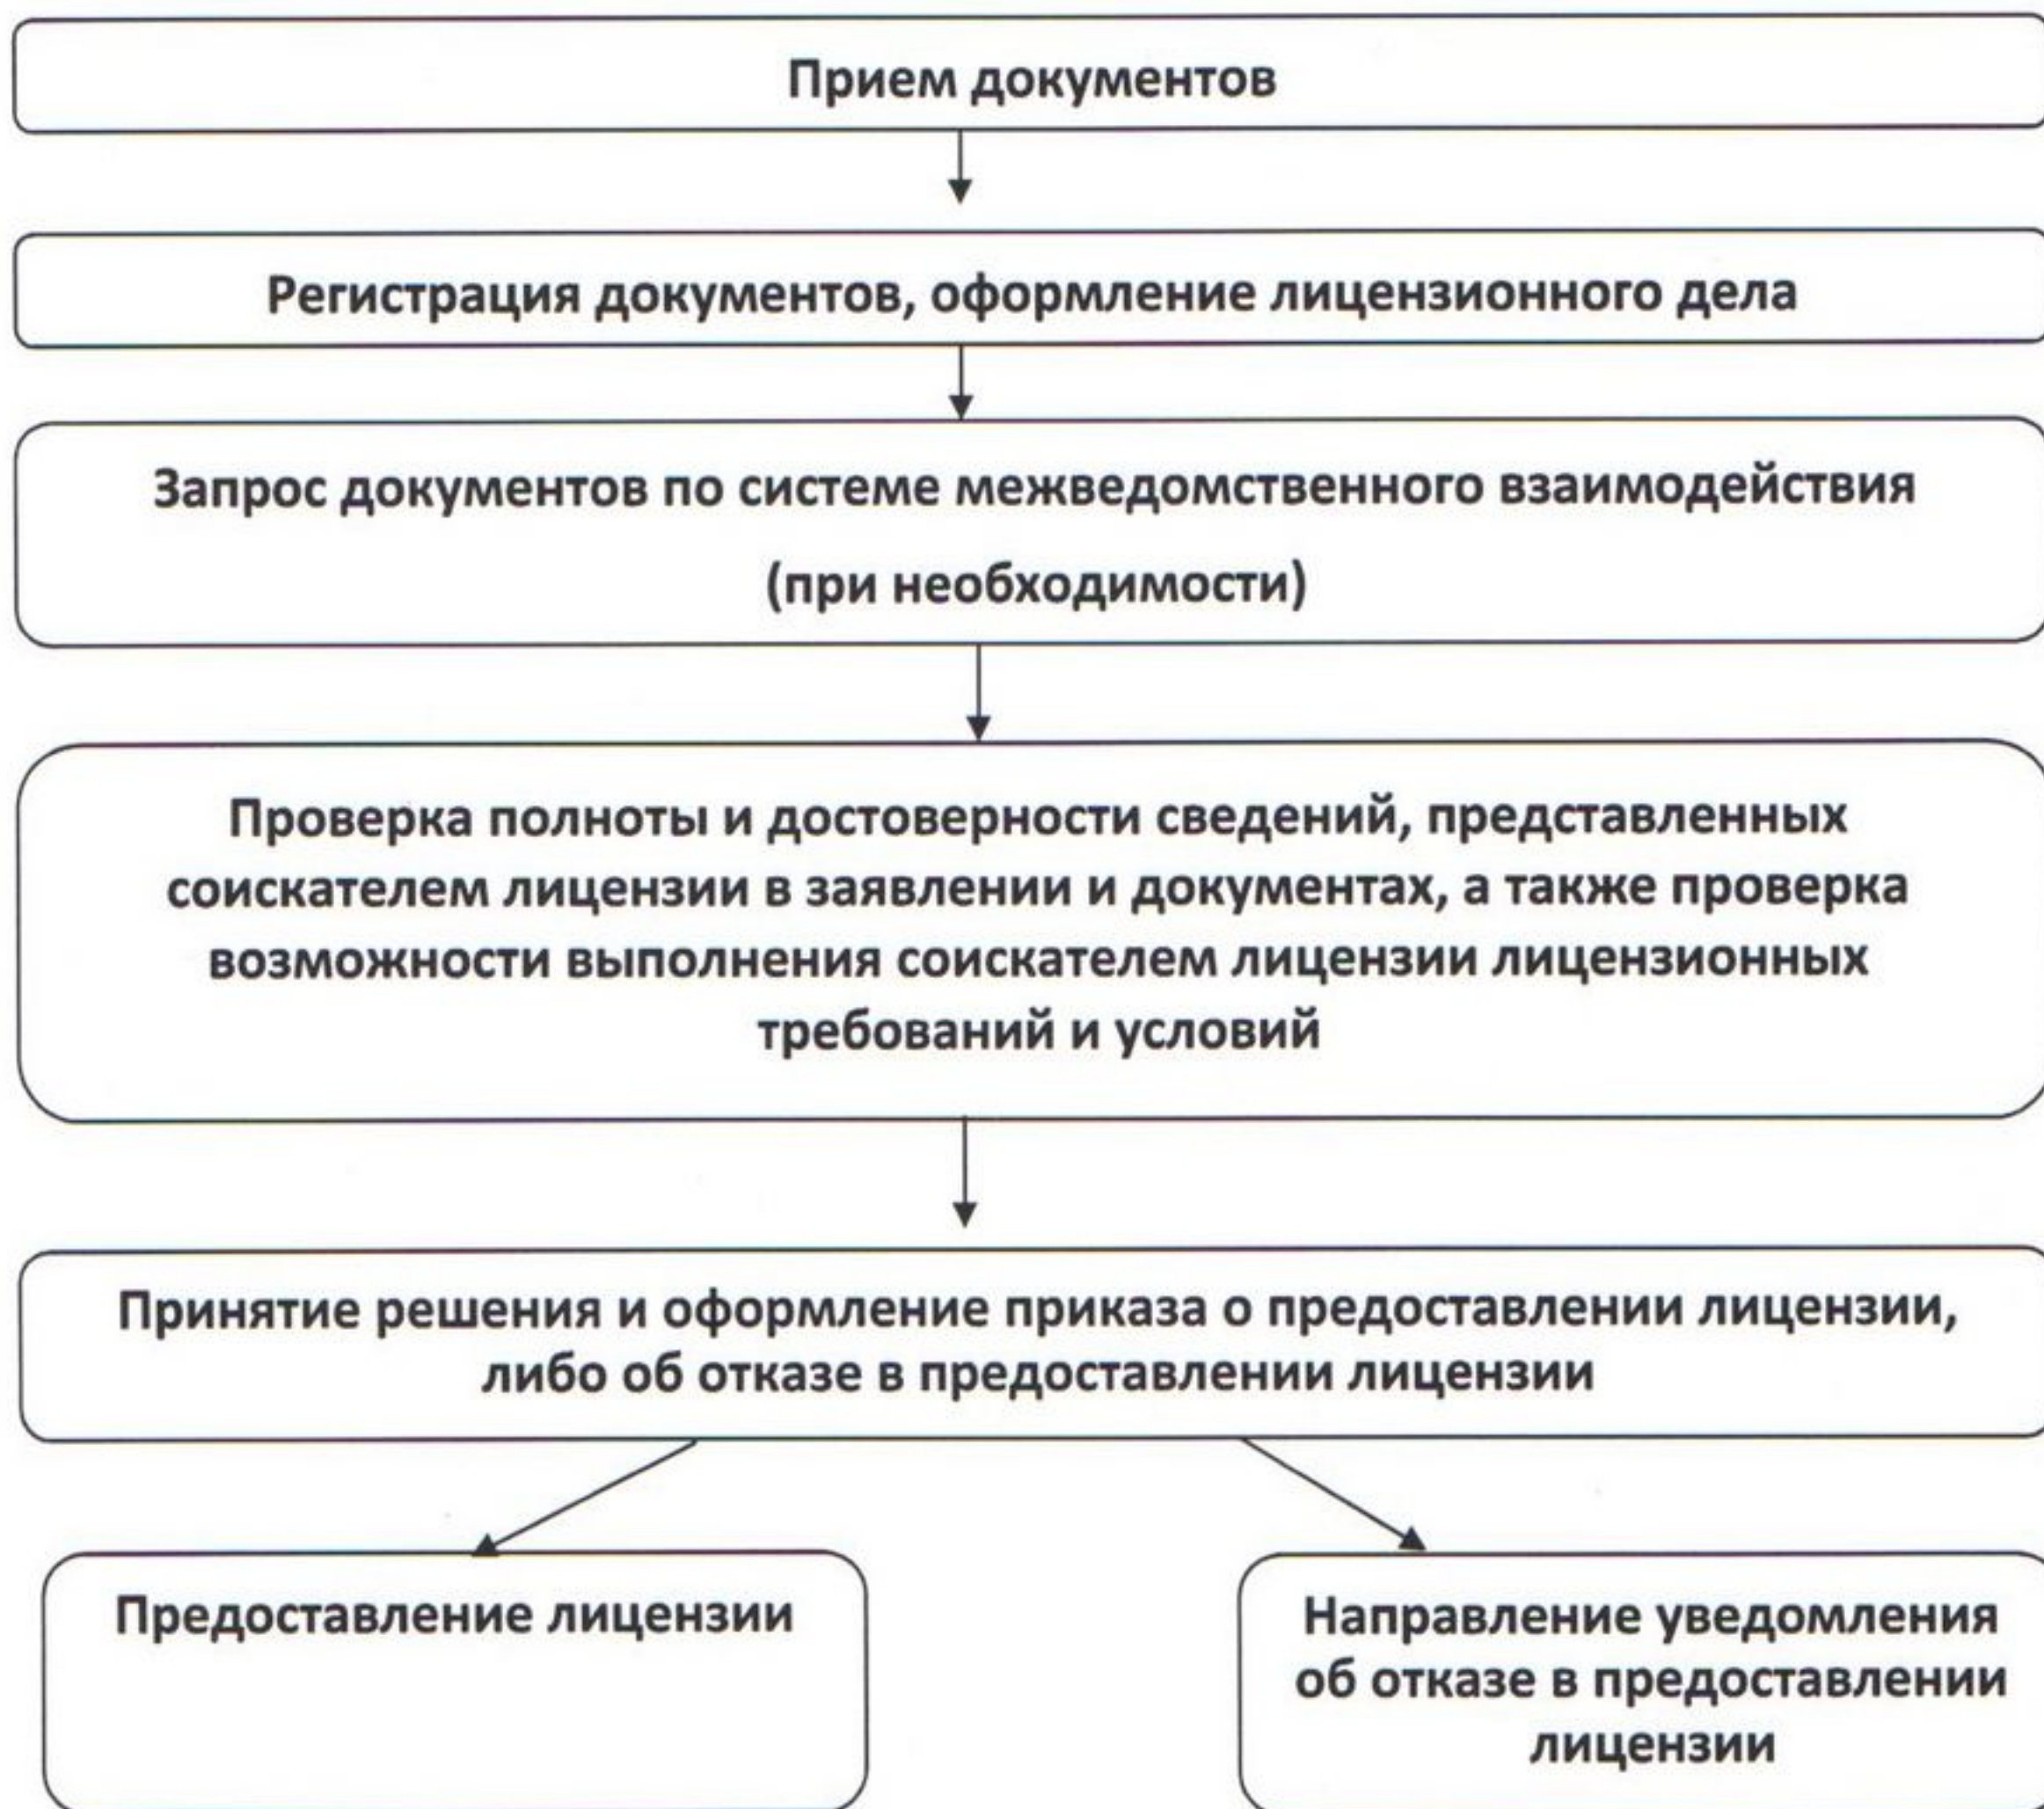 Прием документов
Регистрация документов, оформление лицензионного дела
Запрос документов по системе межведомственного взаимодействия
(при необходимости)
Проверка полноты и достоверности сведений, представленных
соискателем лицензии в заявлении и документах, а также проверка
возможности выполнения соискателем лицензии лицензионных
требований и условий
Принятие решения и оформление приказа о предоставлении лицензии,
либо об отказе в предоставлении лицензии
Предоставление лицензии
Направление уведомления
об отказе в предоставлении
лицензии